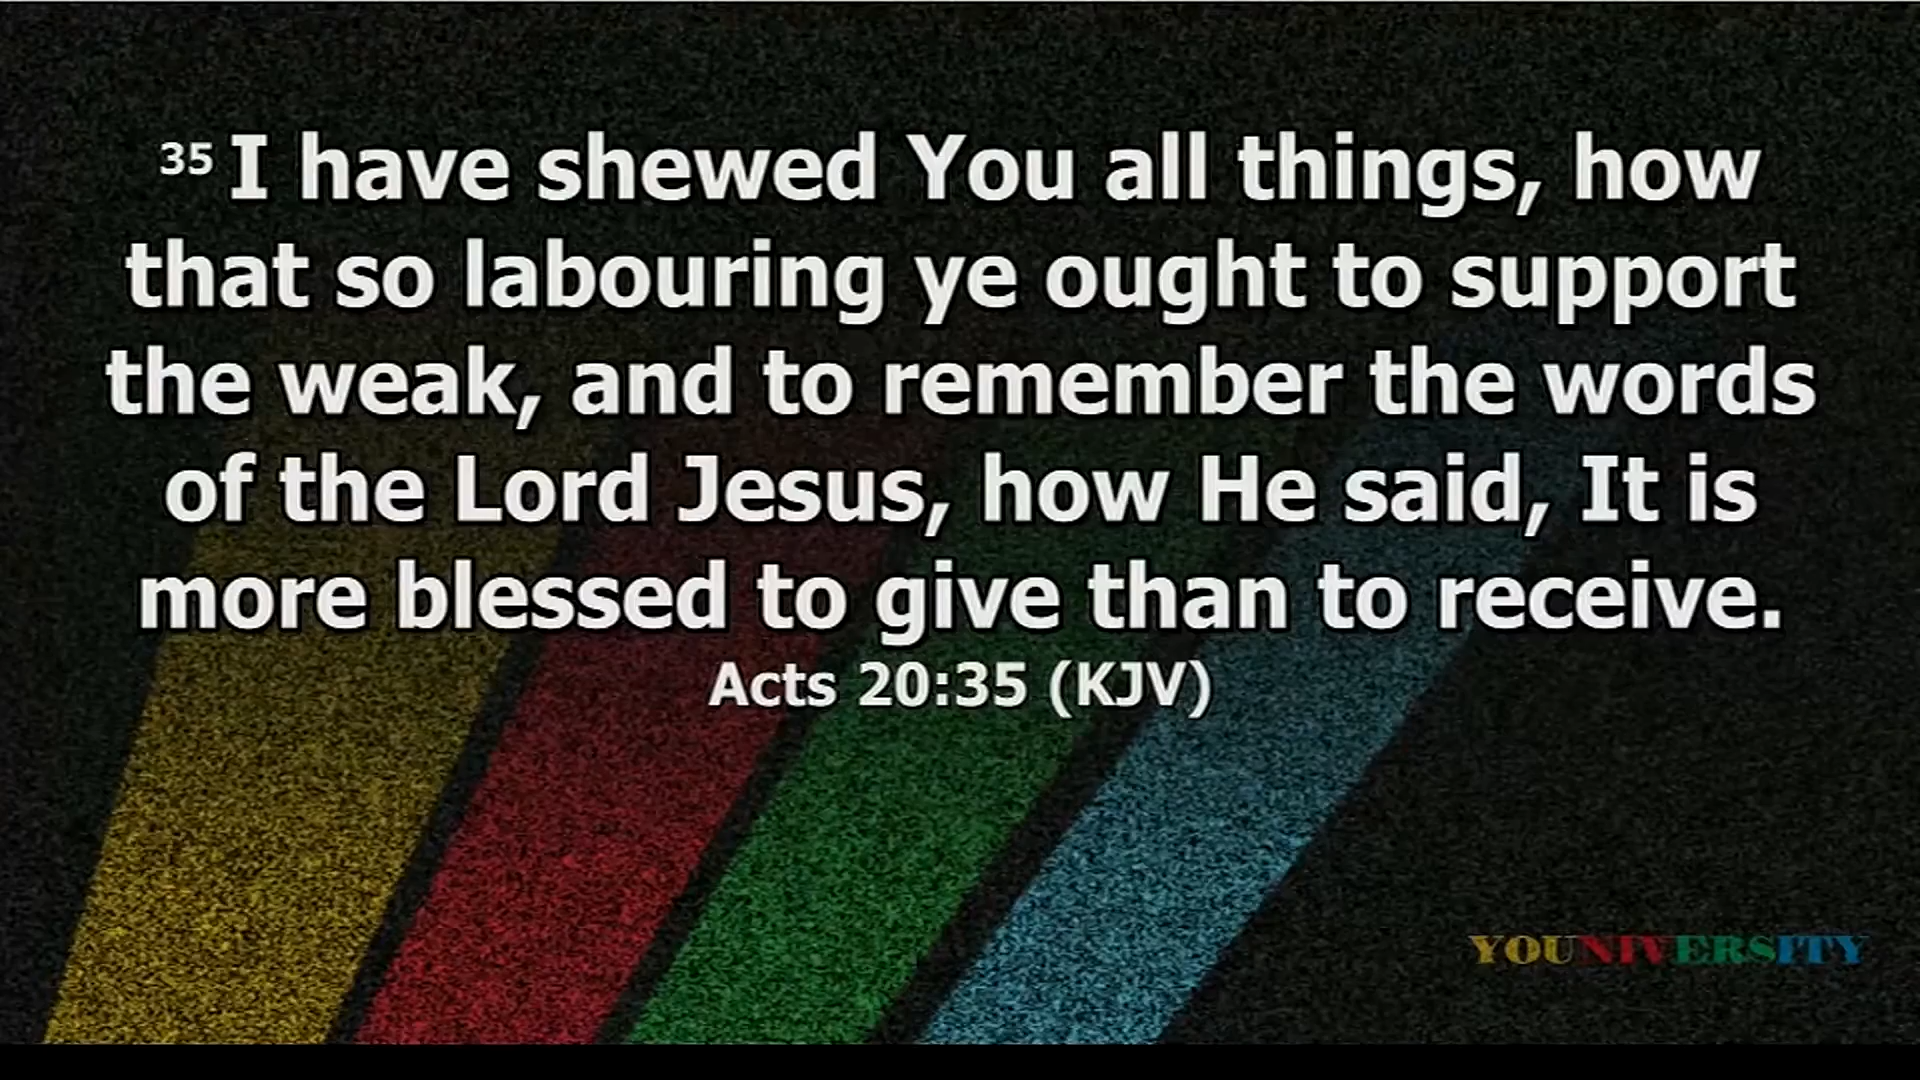 35 I have shewed You all things, how
that so labouring ye ought to support
the weak, and to remember the words
of the Lord Jesus, how He said, It is
more blessed to give than to receive.
Acts 20:35 (KJV)
YOUNIVERSITY